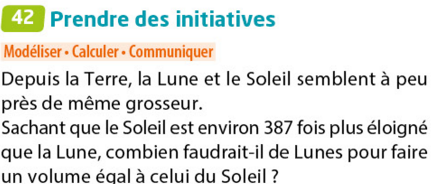 42 Prendre des initiatives
Modéliser • Calculer • Communiquer
Depuis la Terre, la Lune et le Soleil semblent à peu
près de même grosseur.
Sachant que le Soleil est environ 387 fois plus éloigné
que la Lune, combien faudrait-il de Lunes pour faire
un volume égal à celui du Soleil ?